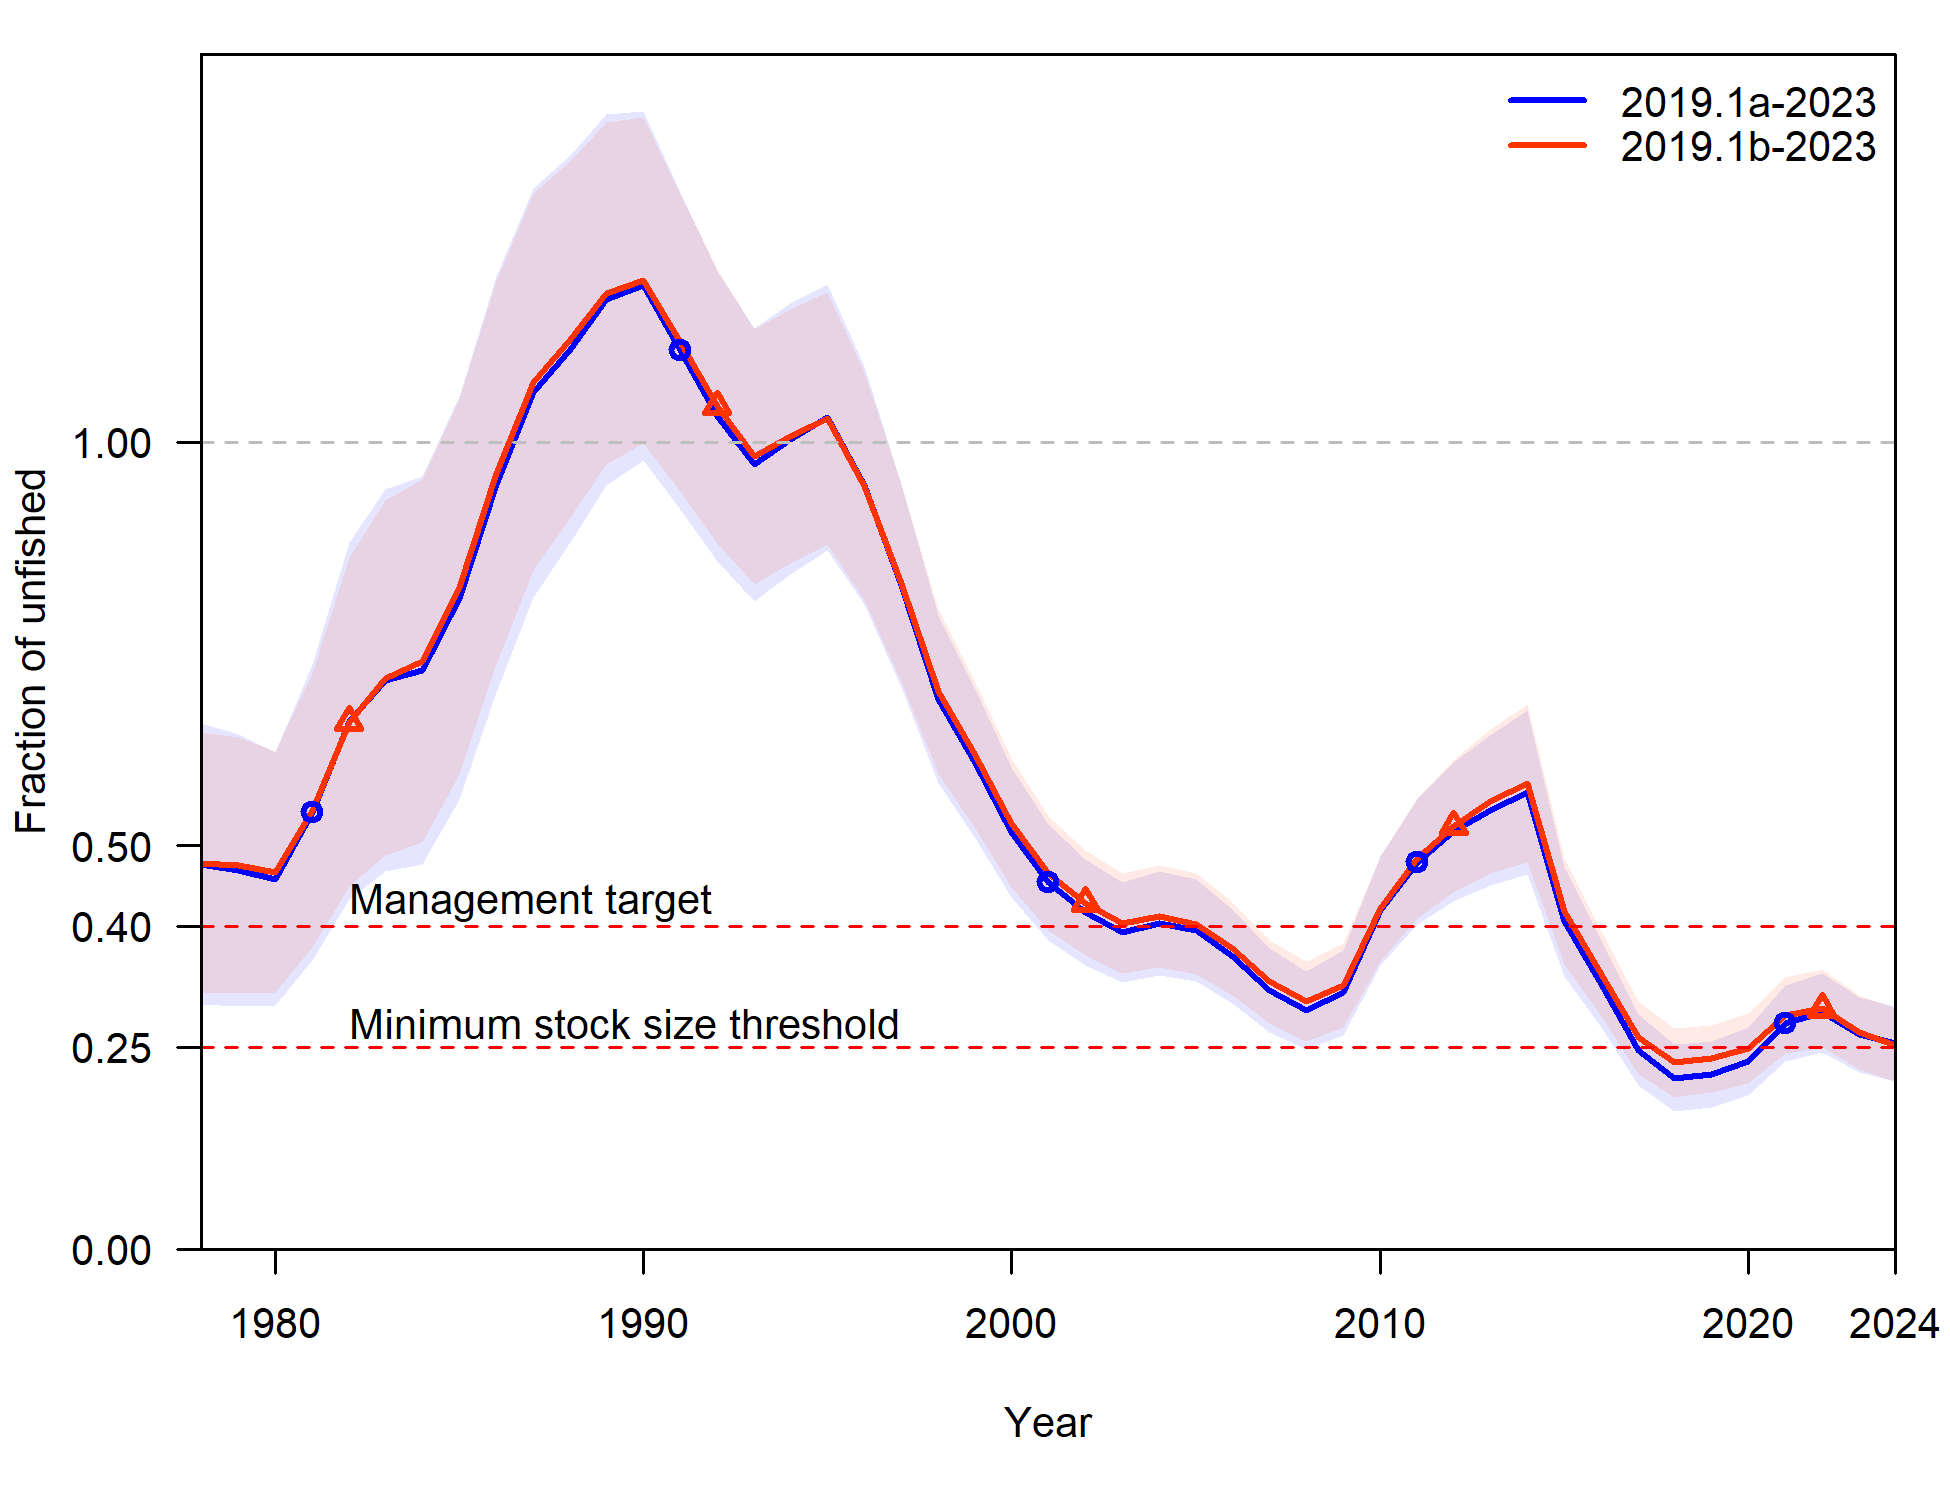 2019.1a-2023
2019.1b-2023
Fraction of unfished
1.00
0.50
0.40
0.25
0.00
Management target
Minimum stock size threshold
1980
1990
2000
2010
2020
2024
Year